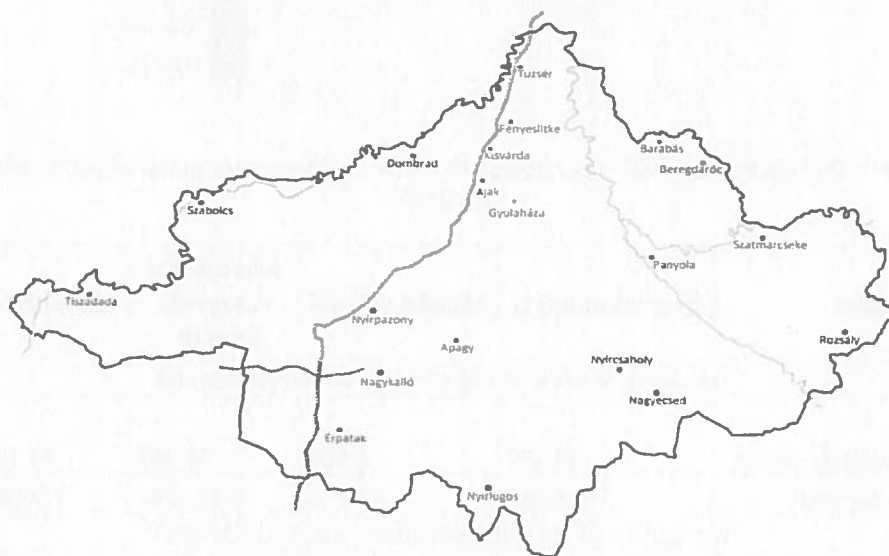 Tuzsér
Fényeslitke
Barabás
Kisvárda
Dombrád
Beregdaróc
Ajak
Gyulaháza
Szabolcs
Szatmárcseke
Panyola
Tiszadada
Nyírpazony
Rozsály
Apagy
Nyírcsaholy
Nagykálló
Nagyecsed
Érpatak
Nyírlugos